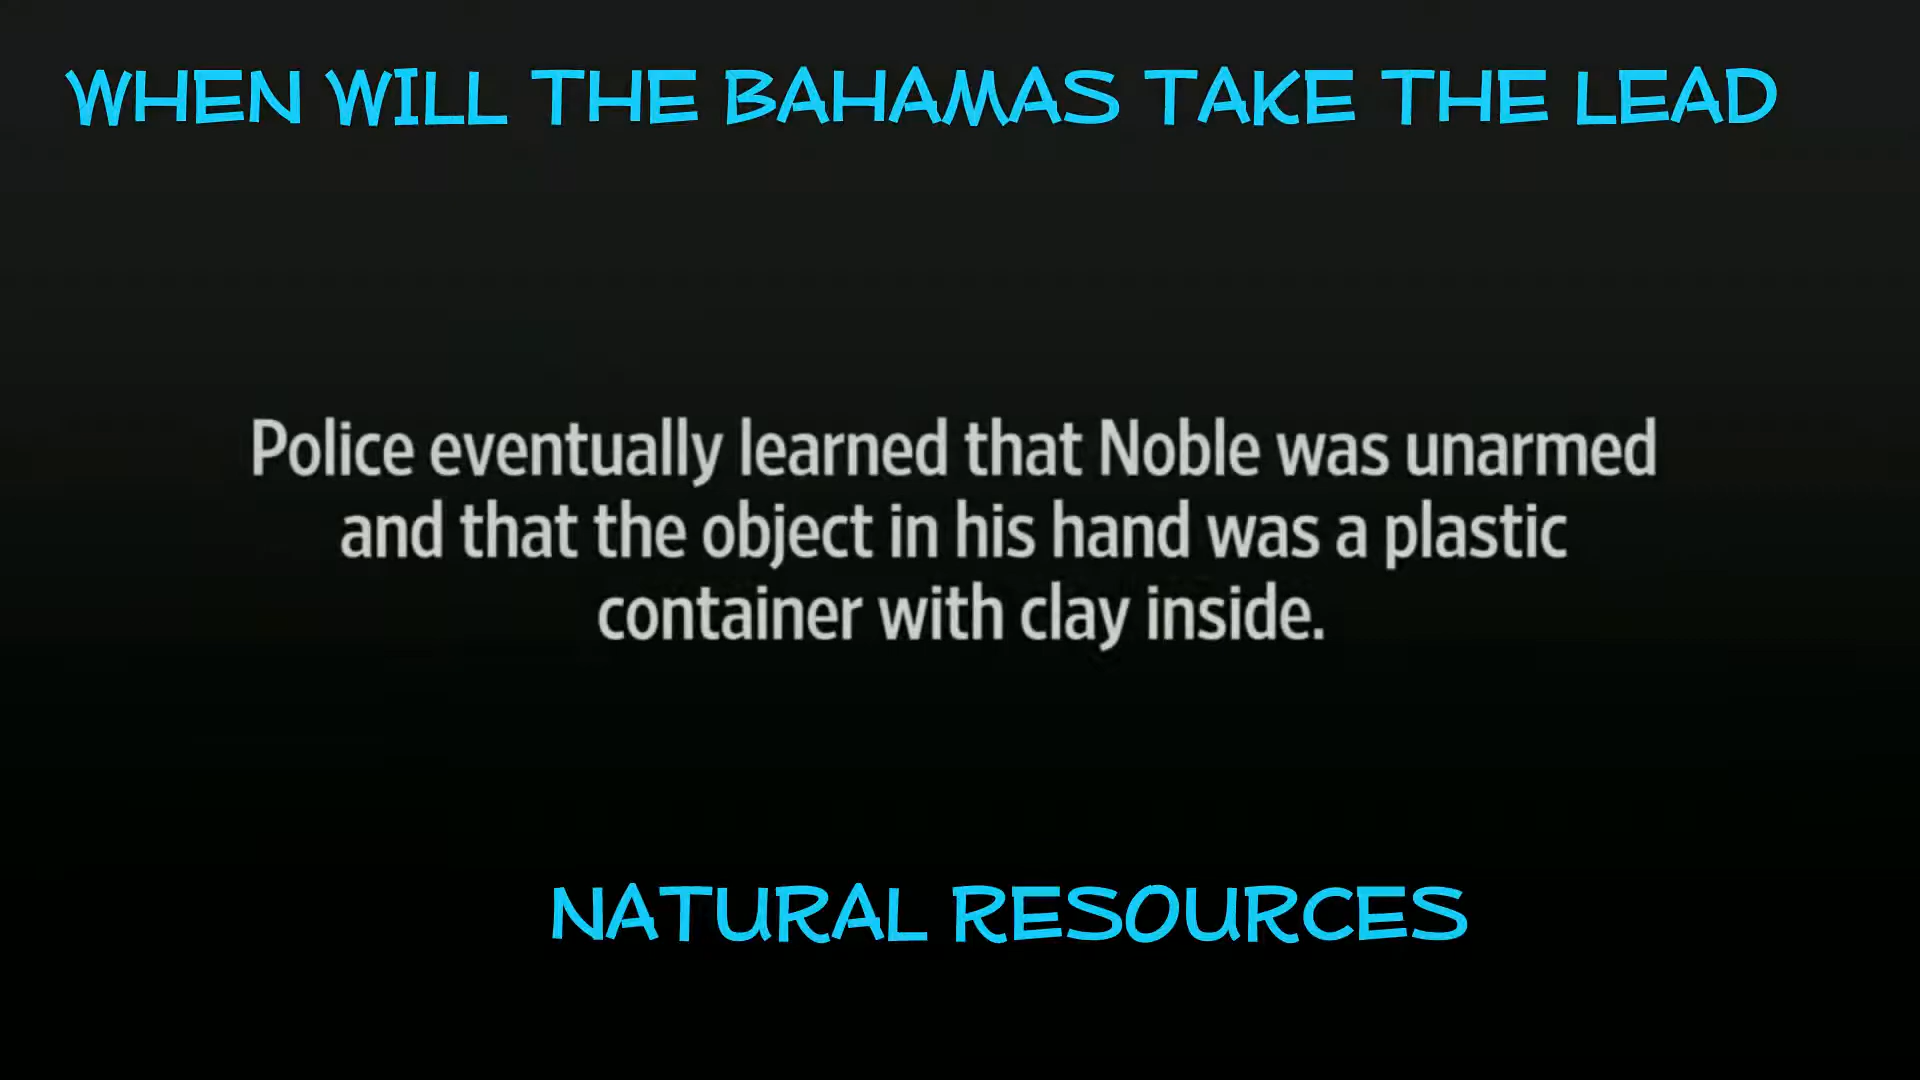 WHEN WILL THE BAHAMAS TAKE THE LEAD
Police eventually learned that Noble was unarmed
and that the object in his hand was a plastic
container with clay inside.
NATURAL RESOURCES